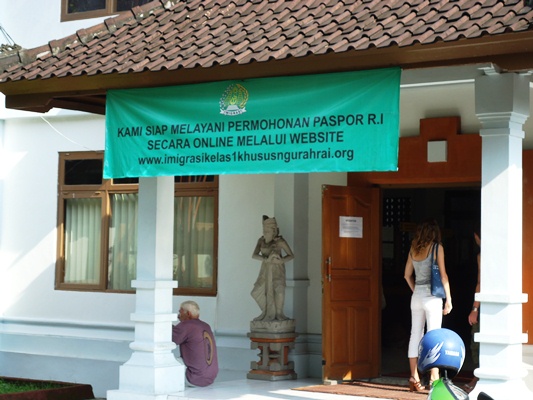 KAMI SIAP MELAYANI PERMOHONAN PASPOR R.I
SECARA ONLINE MELALUI WEBSITE
www.imigrasikelas1khususngurahrai.org